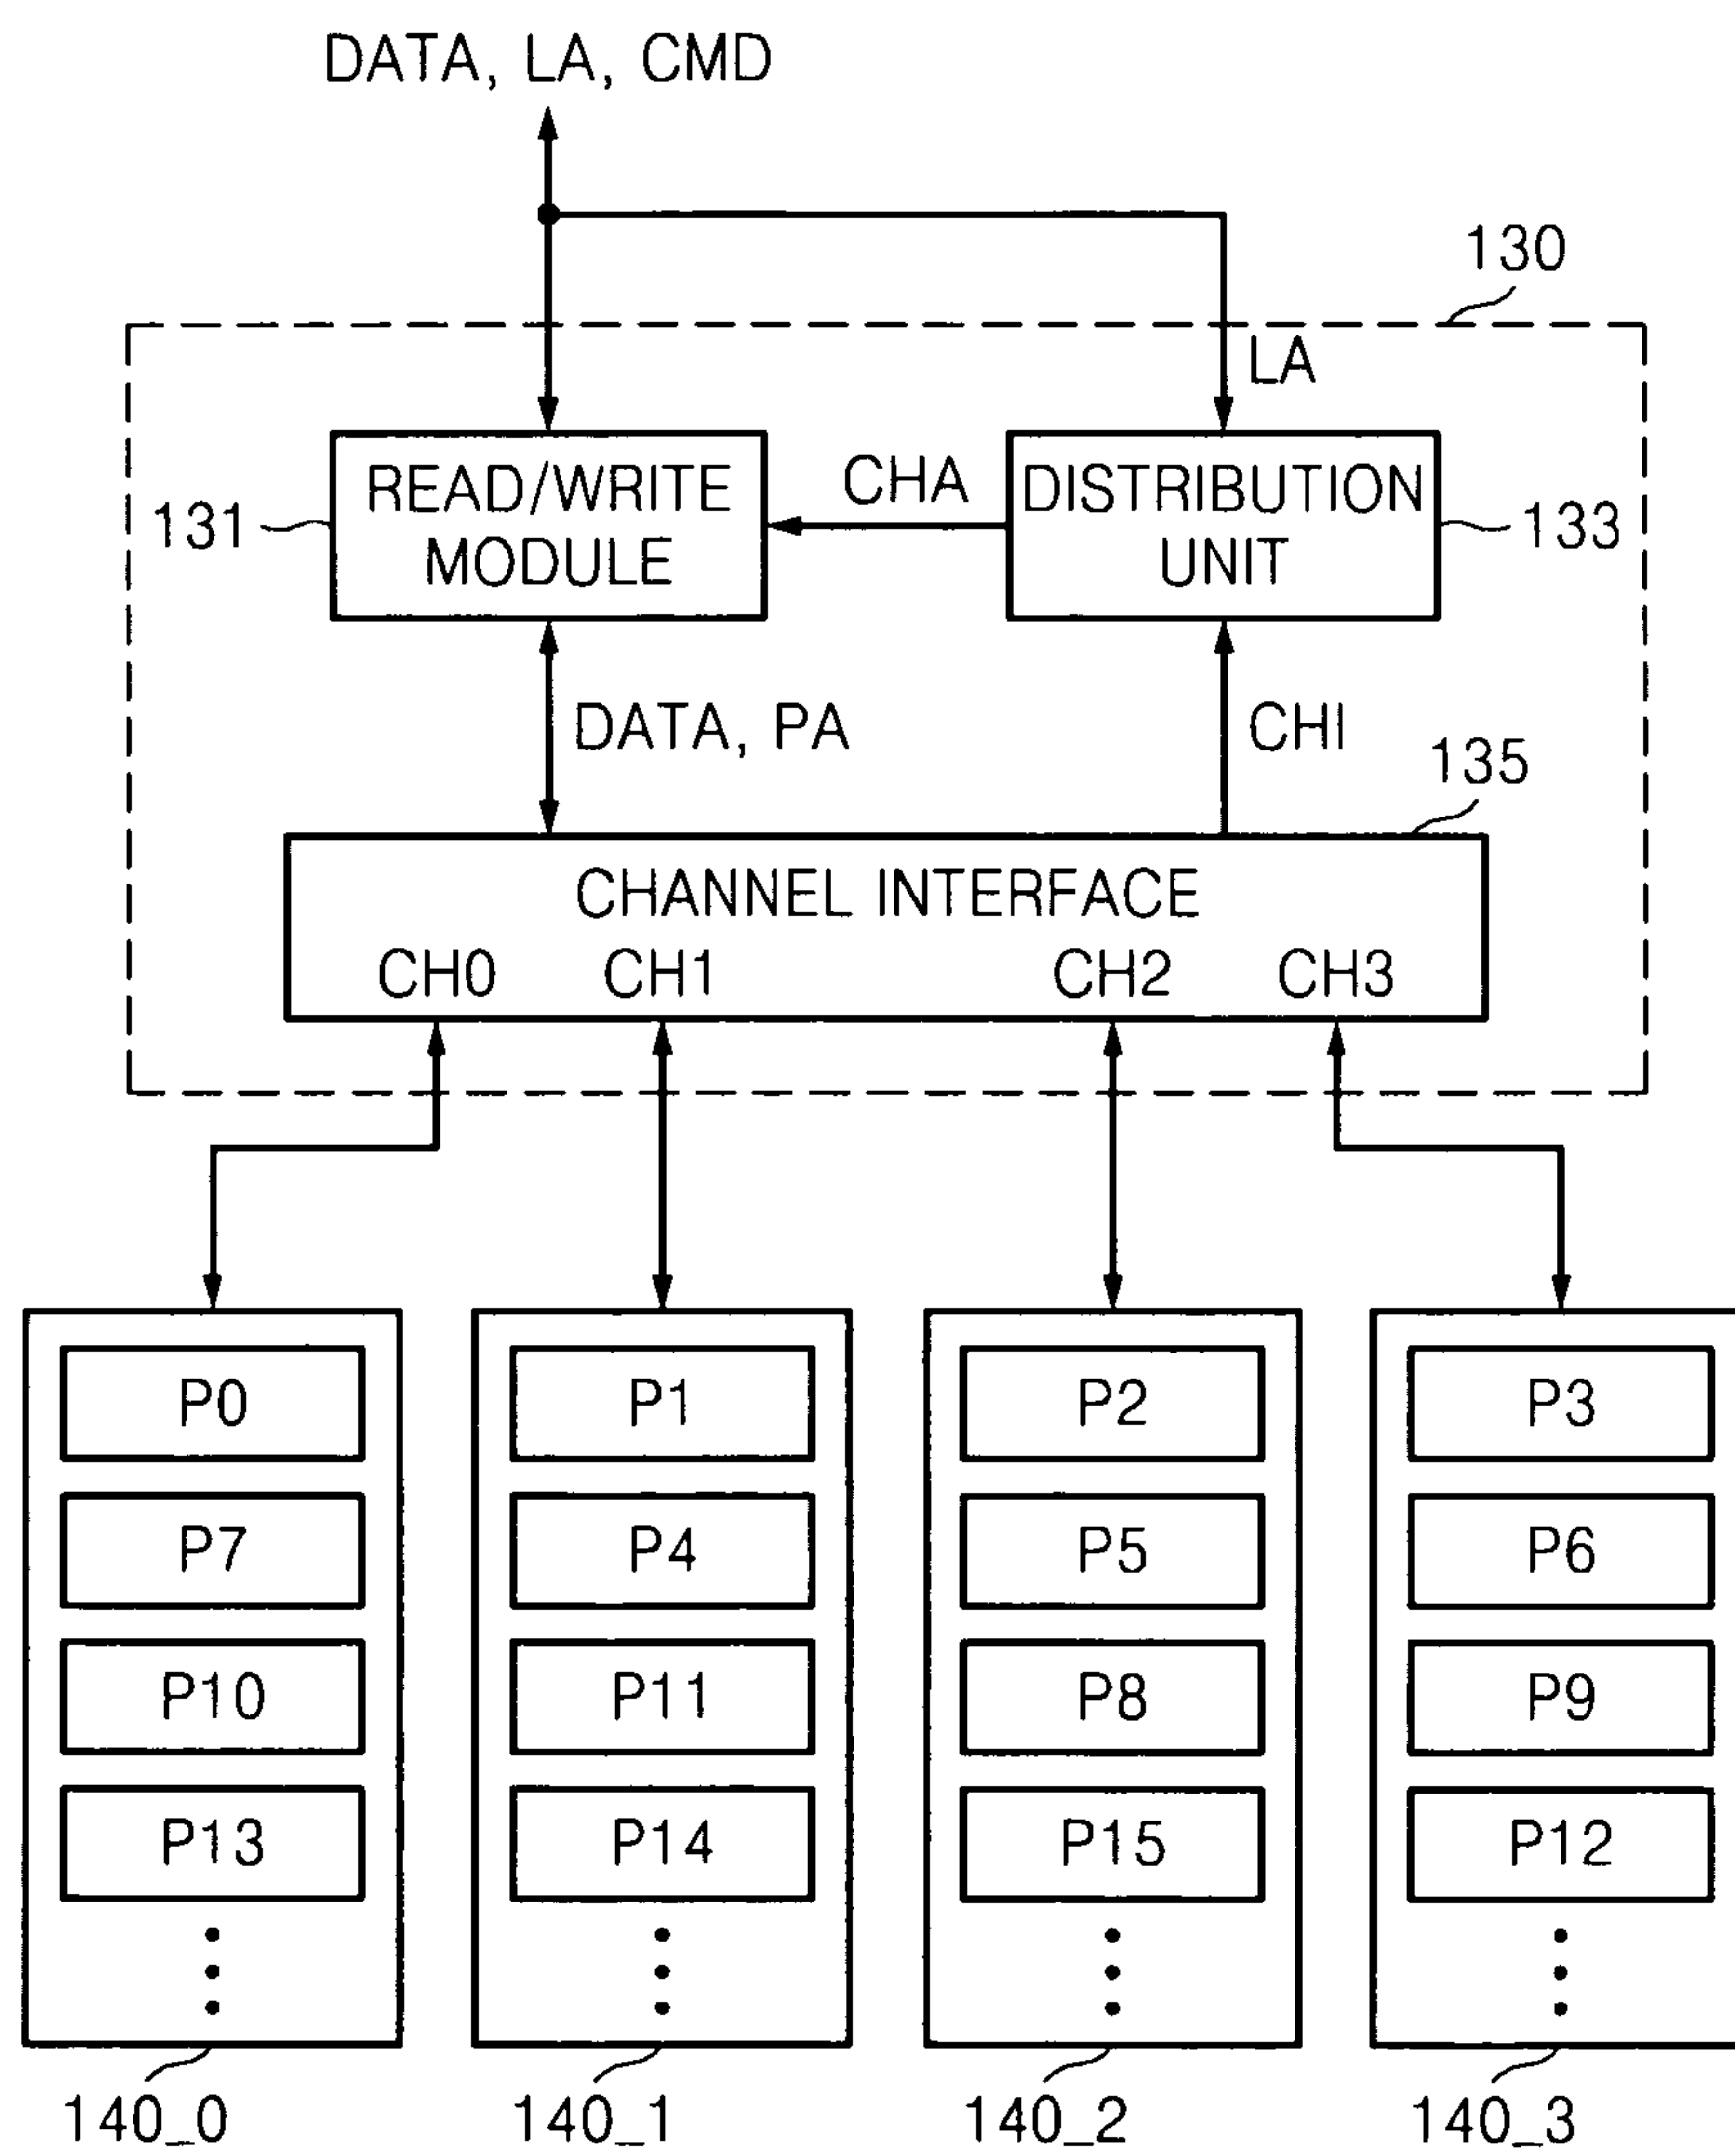 DATA, LA, CMD
130
LA
READ/WRITE
MODULE
131
CHA
DISTRIBUTION
UNIT
133
DATA, PA
CHI
135
CHANNEL INTERFACE
CH0 CH1 CH2 CH3
P0 P1 P2 P3
P7 P4 P5 P6
P10 P11 P8 P9
P13 P14 P15 P12
140_0 140_1 140_2 140_3